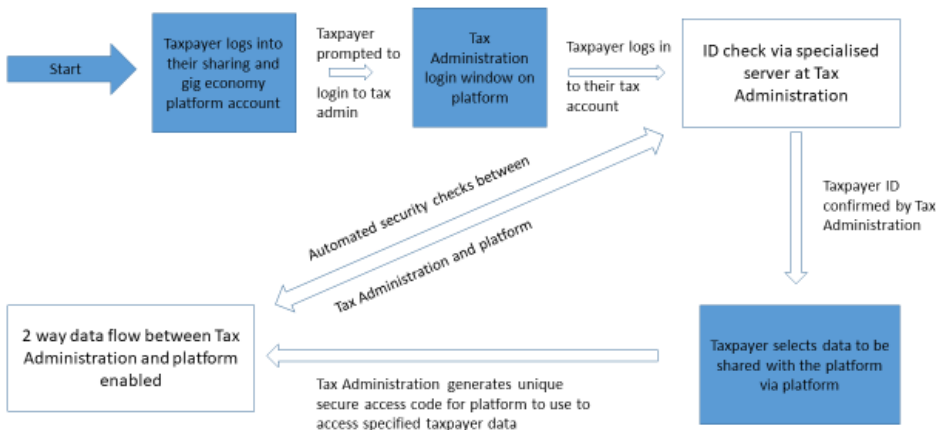 Start
Taxpayer logs into
their sharing and
gig economy
platform account
Taxpayer
prompted to
login to tax
admin
Tax
Administration
login window on
platform
Taxpayer logs in
to their tax
account
ID check via specialised
server at Tax
Administration
Taxpayer ID
confirmed by Tax
Administration
Taxpayer selects data to be
shared with the platform
via platform
Tax Administration generates unique
secure access code for platform to use to
access specified taxpayer data
2 way data flow between Tax
Administration and platform
enabled
Automated security checks between
Tax Administration and platform